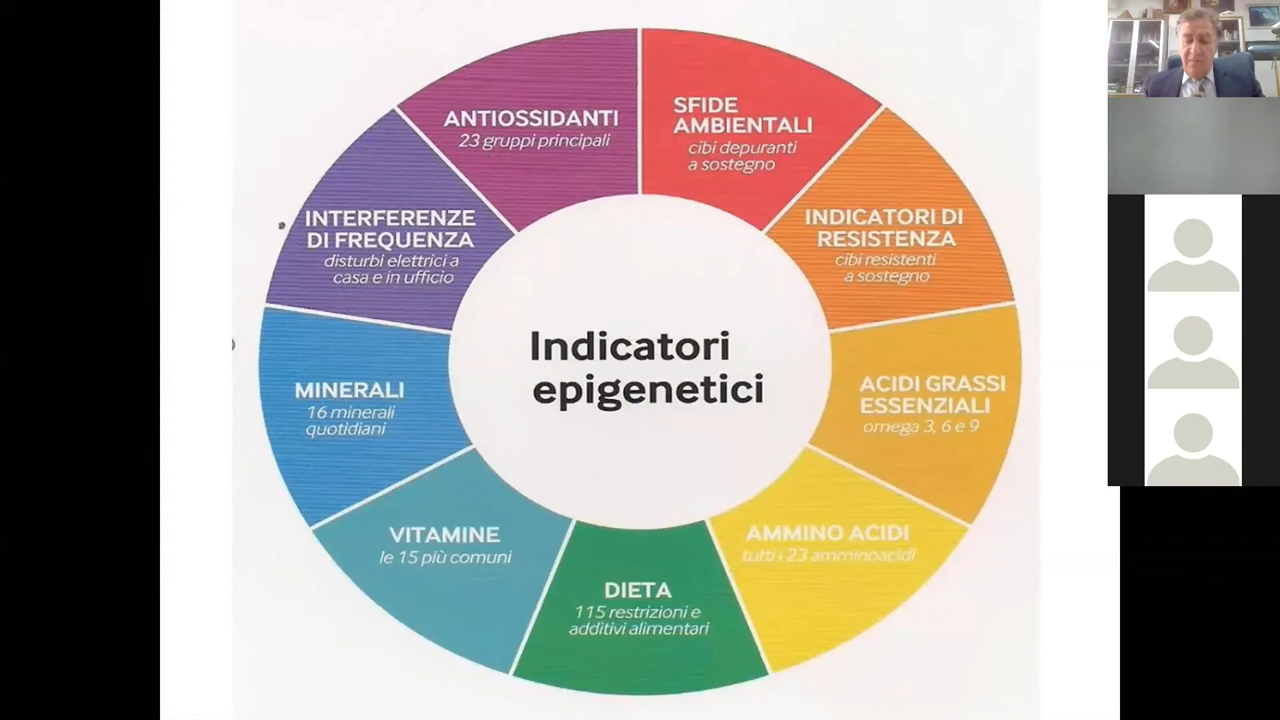 Indicatori
epigenetici
SFIDE
AMBIENTALI
cibi depuranti
a sostegno
INDICATORI DI
RESISTENZA
cibi resistenti
a sostegno
ACIDI GRASSI
ESSENZIALI
omega 3, 6 e 9
AMMINO ACIDI
tutti i 23 amminoacidi
DIETA
115 restrizioni e
additivi alimentari
VITAMINE
le 15 più comuni
MINERALI
16 minerali
quotidiani
INTERFERENZE
DI FREQUENZA
disturbi elettrici a
casa e in ufficio
ANTIOSSIDANTI
23 gruppi principali